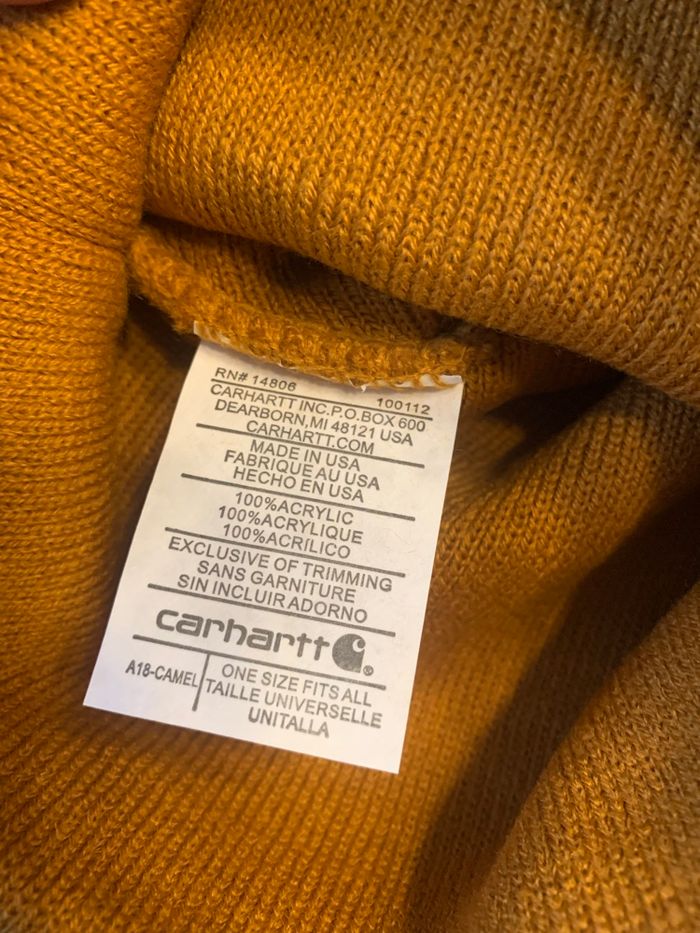 RN# 14806 100112
CARHARTT INC.P.O.BOX 600
DEARBORN,MI 48121 USA
CARHARTT.COM
MADE IN USA
FABRIQUE AU USA
HECHO EN USA
100%ACRYLIC
100%ACRYLIQUE
100%ACRILICO
EXCLUSIVE OF TRIMMING
SANS GARNITURE
SIN INCLUIR ADORNO
carhartt ®
A18-CAMEL
ONE SIZE FITS ALL
TAILLE UNIVERSELLE
UNITALLA